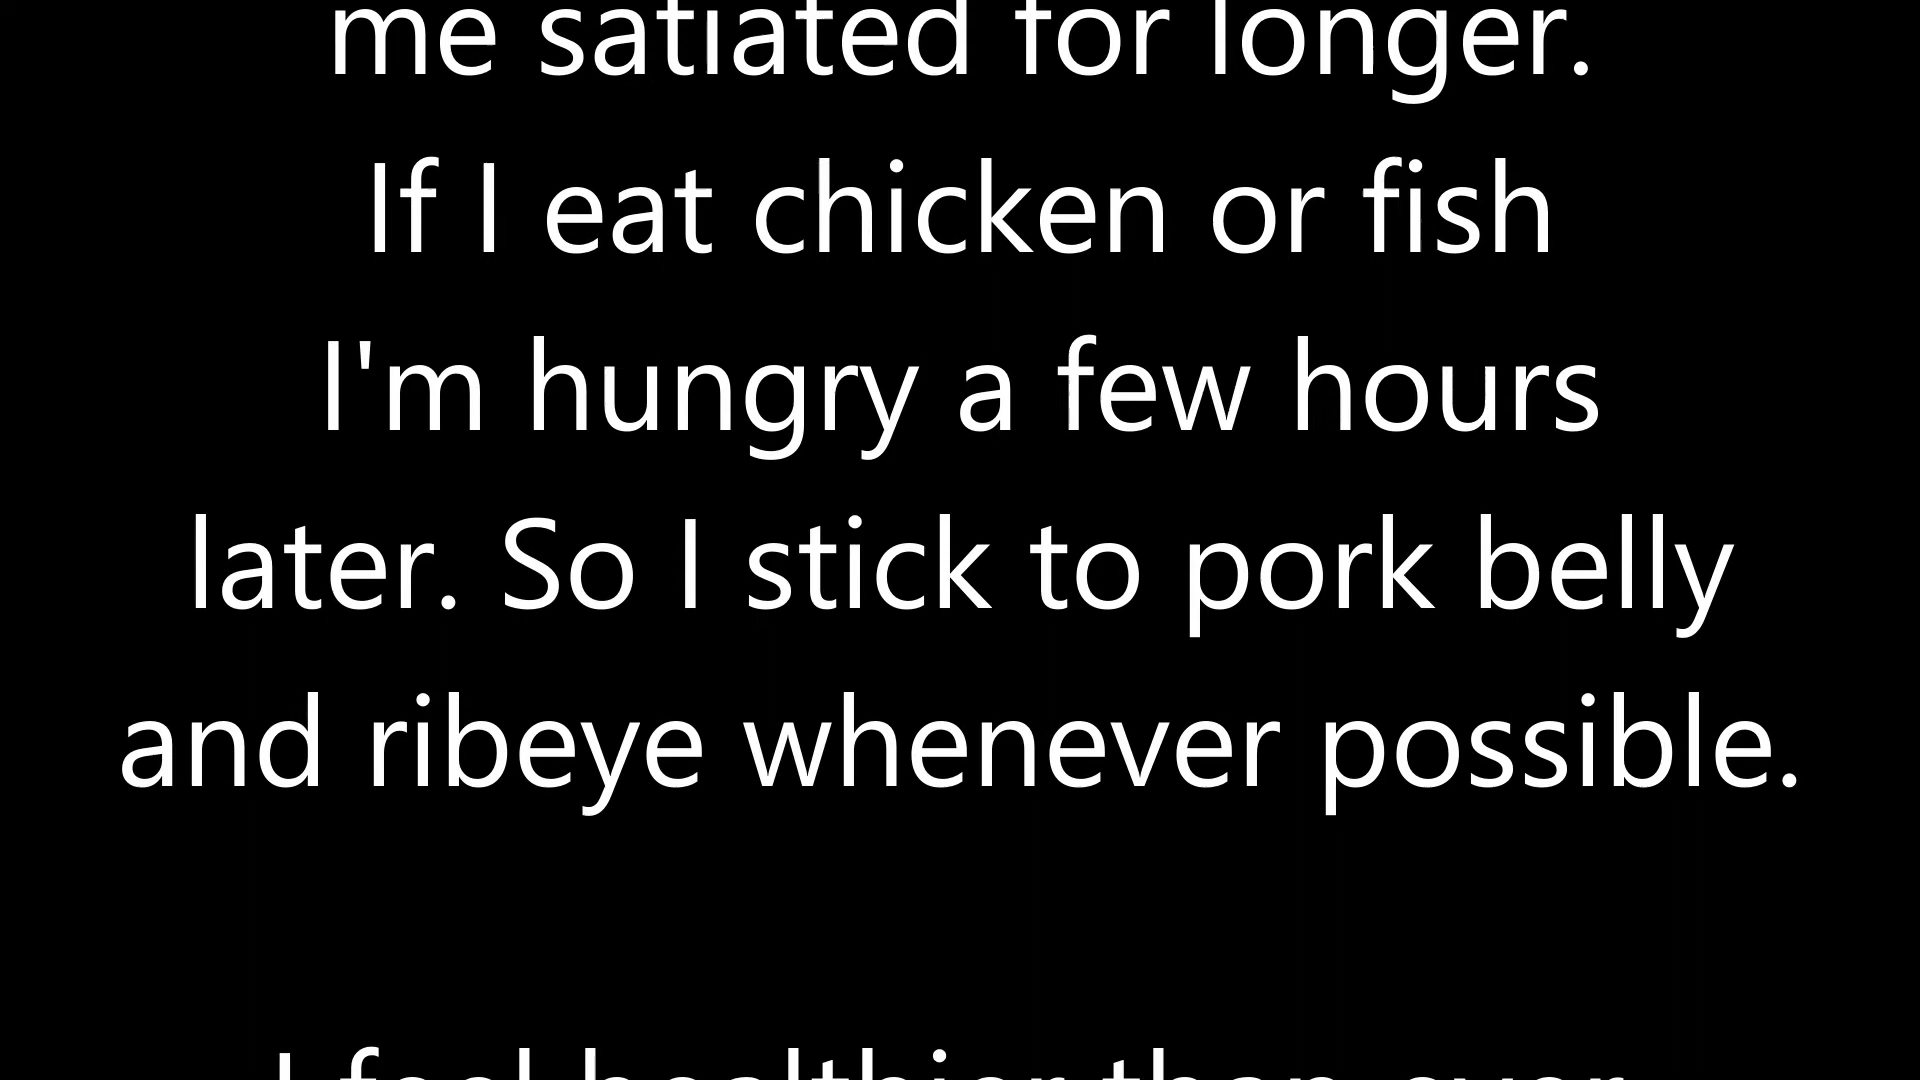 me satiated for longer.
If I eat chicken or fish
I'm hungry a few hours
later. So I stick to pork belly
and ribeye whenever possible.
I feel healthier than ever